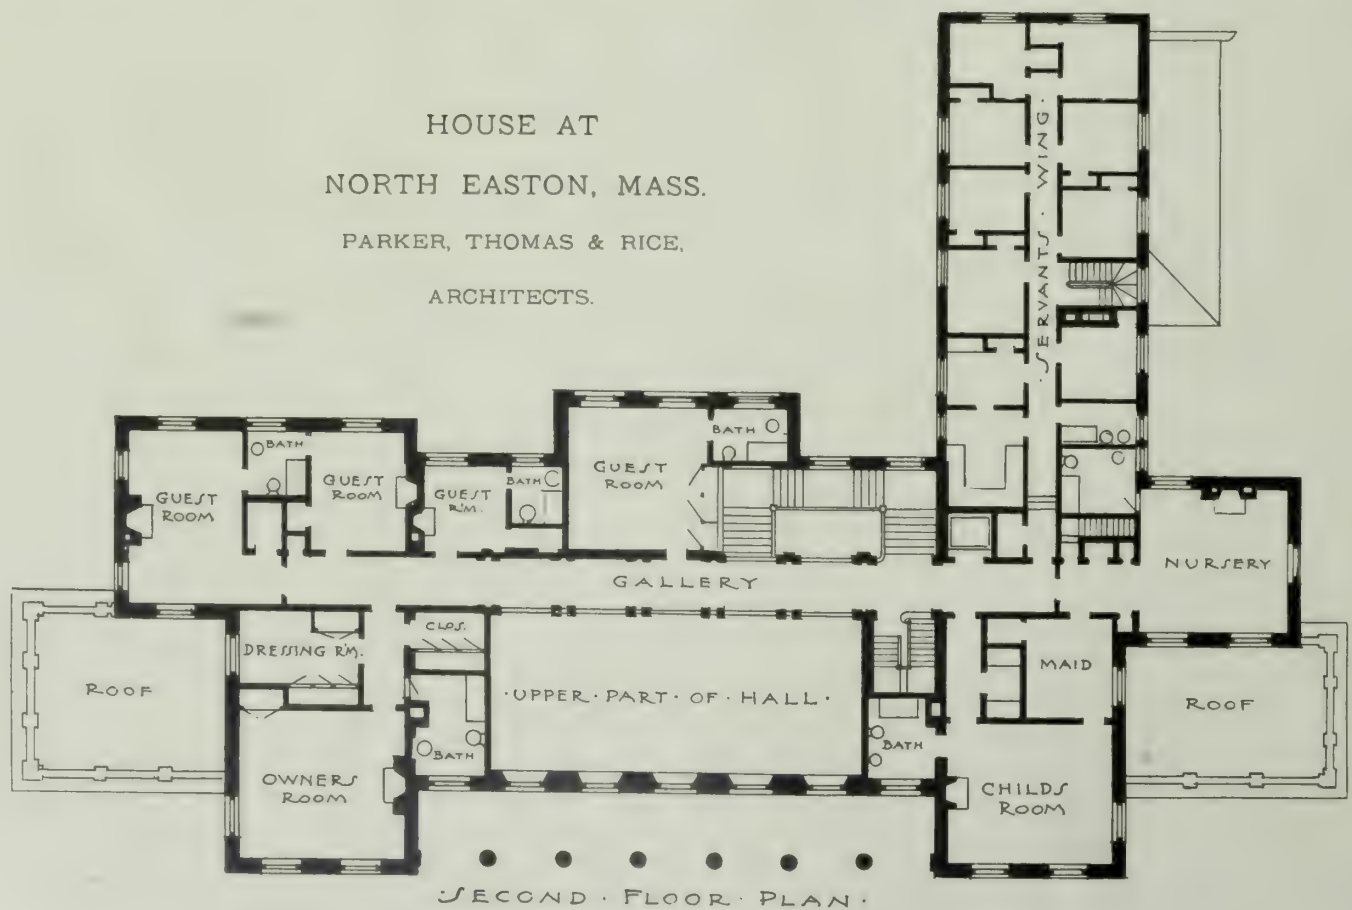 HOUSE AT
NORTH EASTON, MASS.
PARKER, THOMAS & RICE,
ARCHITECTS.
·SERVANTS·WING·
BATH
GUEST
ROOM
GUEST
ROOM
GUEST
R'M.
BATH
GUEST
ROOM
BATH
NURSERY
GALLERY
DRESSING R'M.
CLOS.
ROOF
·UPPER·PART·OF·HALL·
MAID
ROOF
OWNERS
ROOM
BATH
BATH
CHILDS
ROOM
·SECOND·FLOOR·PLAN·